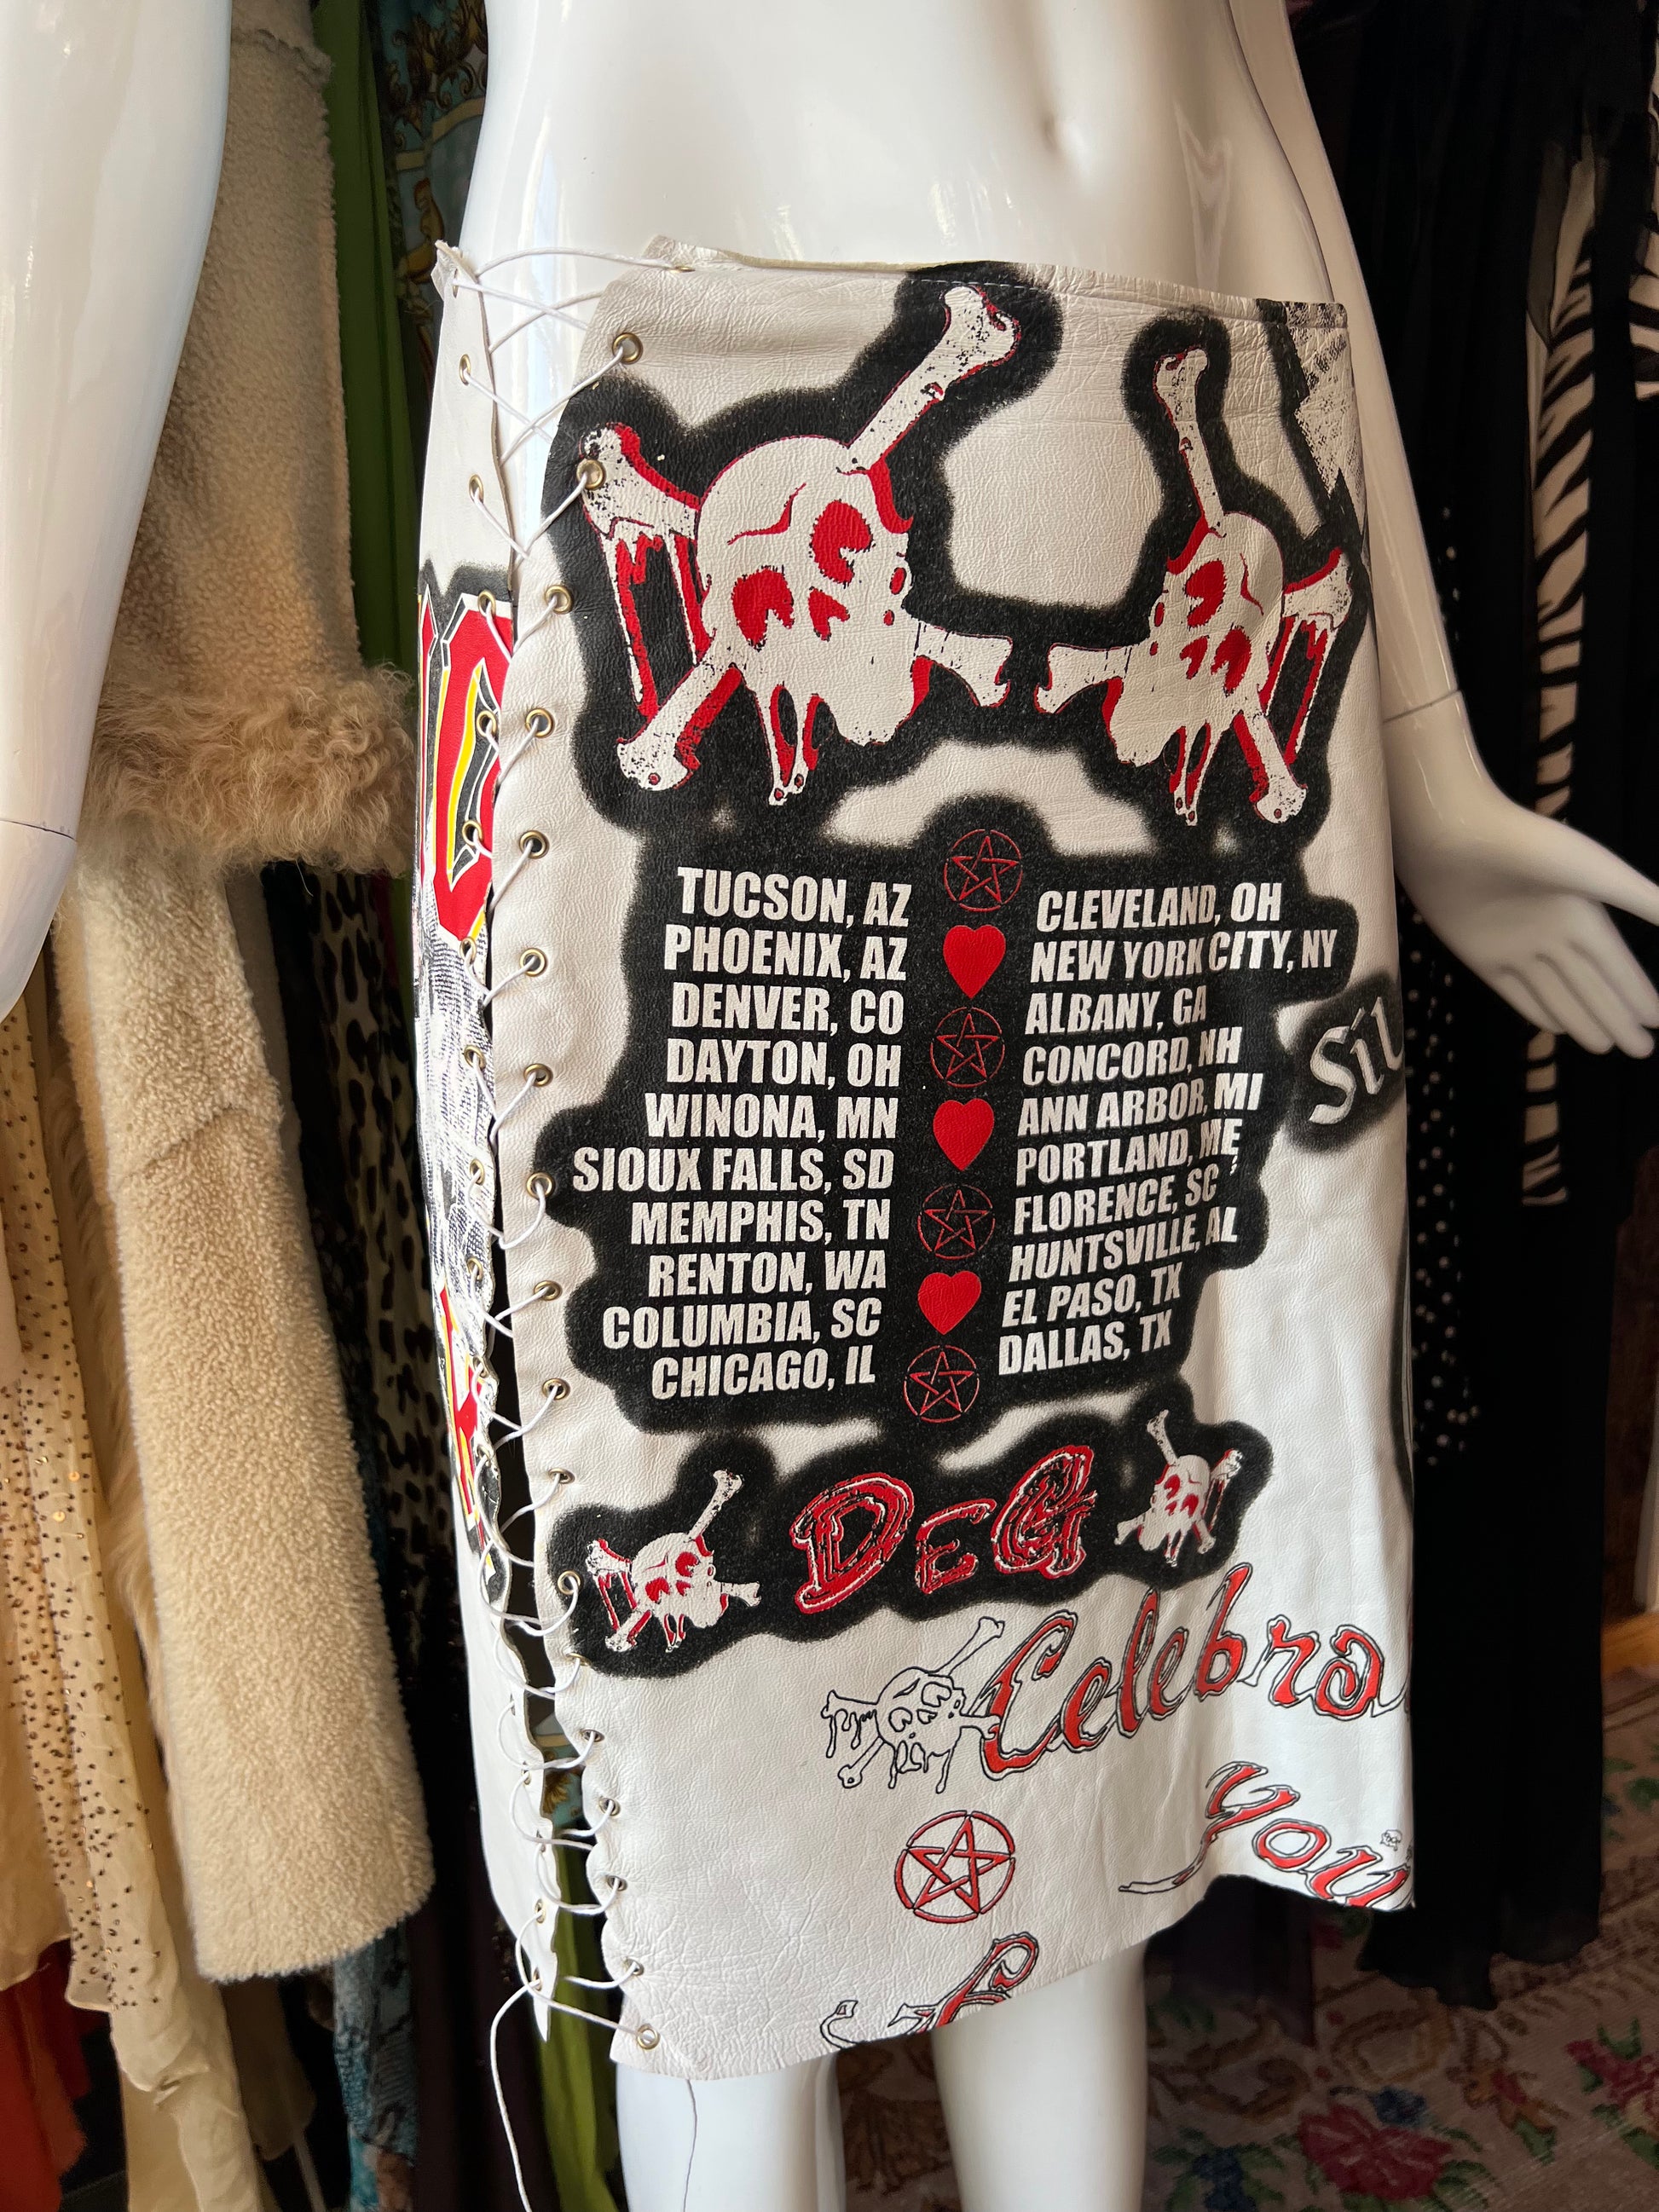 TUCSON, AZ
PHOENIX, AZ
DENVER, CO
DAYTON, OH
WINONA, MN
SIOUX FALLS, SD
MEMPHIS, TN
RENTON, WA
COLUMBIA, SC
CHICAGO, IL
CLEVELAND, OH
NEW YORK CITY, NY
ALBANY, GA
CONCORD, NH
ANN ARBOR, MI
PORTLAND, ME
FLORENCE, SC
HUNTSVILLE, AL
EL PASO, TX
DALLAS, TX
Sil
DEG
Celebra
you